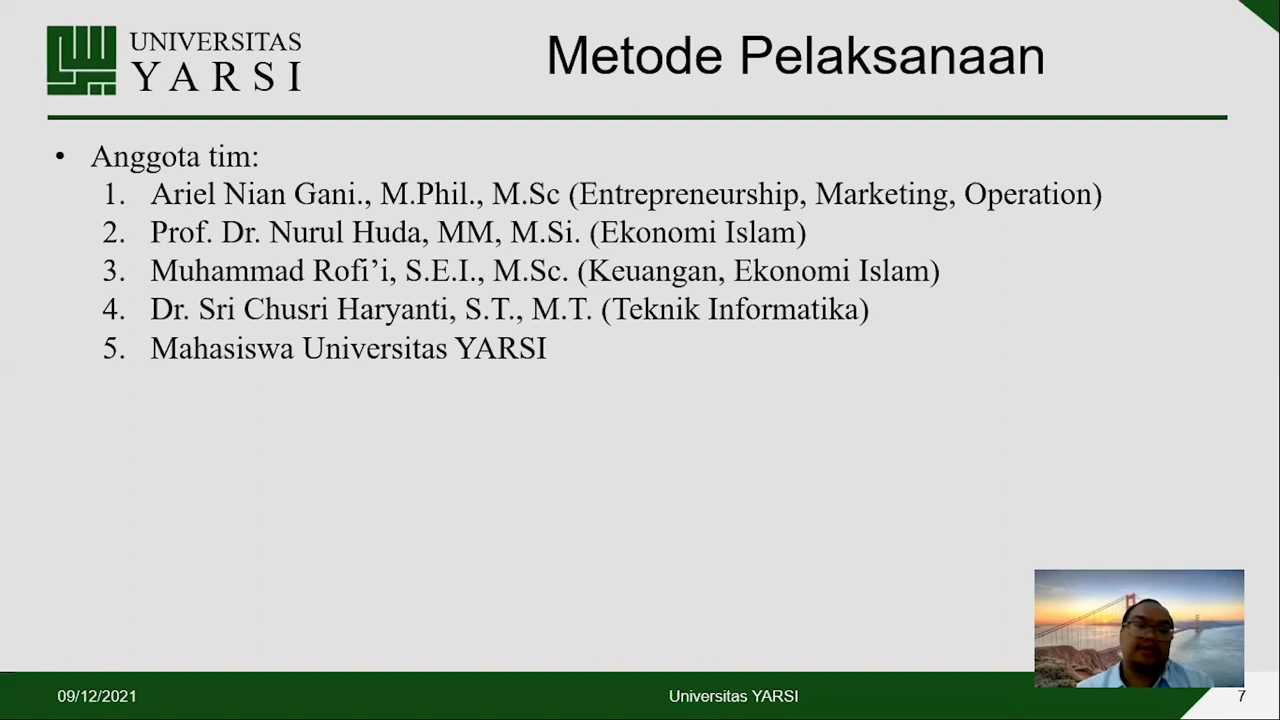 UNIVERSITAS
YARSI
Metode Pelaksanaan
• Anggota tim:
1. Ariel Nian Gani., M.Phil., M.Sc (Entrepreneurship, Marketing, Operation)
2. Prof. Dr. Nurul Huda, MM, M.Si. (Ekonomi Islam)
3. Muhammad Rofi’i, S.E.I., M.Sc. (Keuangan, Ekonomi Islam)
4. Dr. Sri Chusri Haryanti, S.T., M.T. (Teknik Informatika)
5. Mahasiswa Universitas YARSI
09/12/2021
Universitas YARSI
7